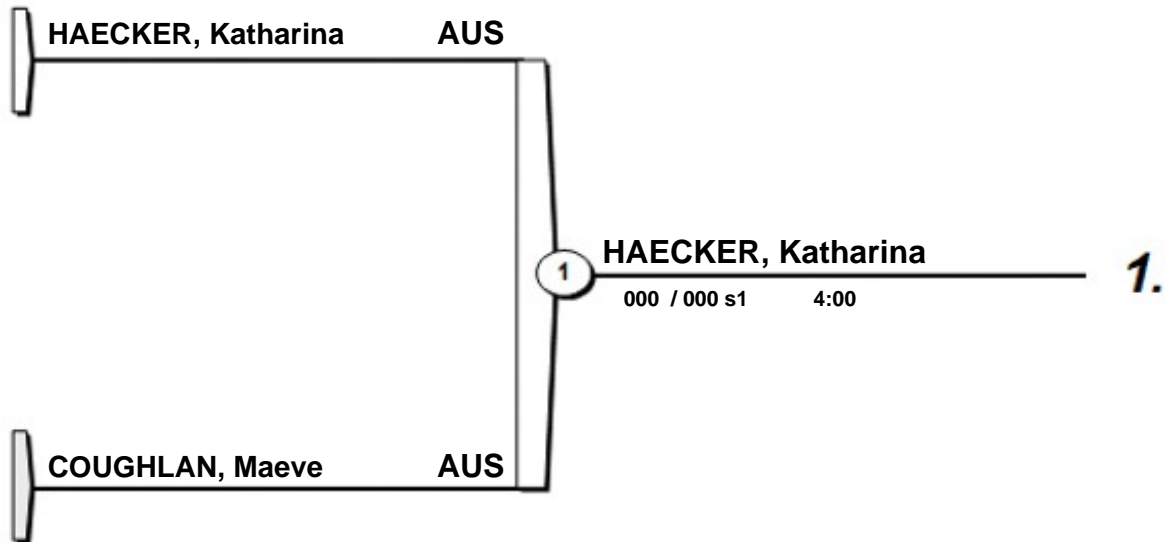 HAECKER, Katharina AUS
HAECKER, Katharina
1
1.
000 / 000 s1 4:00
COUGHLAN, Maeve AUS